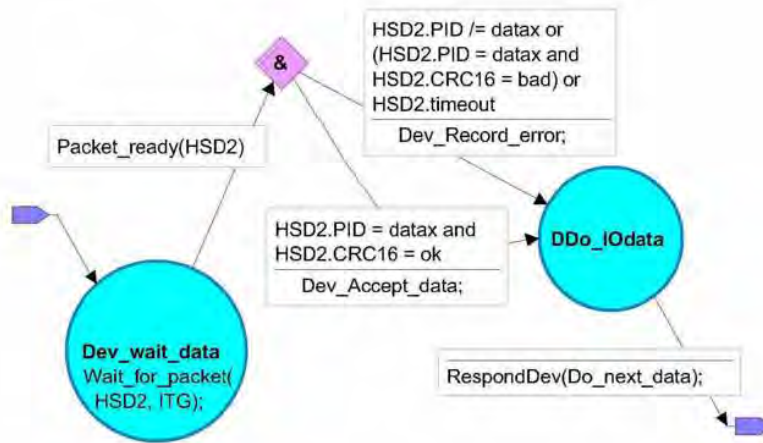 HSD2.PID /= datax or
(HSD2.PID = datax and
HSD2.CRC16 = bad) or
HSD2.timeout
Dev_Record_error;
&
Packet_ready(HSD2)
HSD2.PID = datax and
HSD2.CRC16 = ok
Dev_Accept_data;
DDo_IOdata
Dev_wait_data
Wait_for_packet(
HSD2, ITG);
RespondDev(Do_next_data);